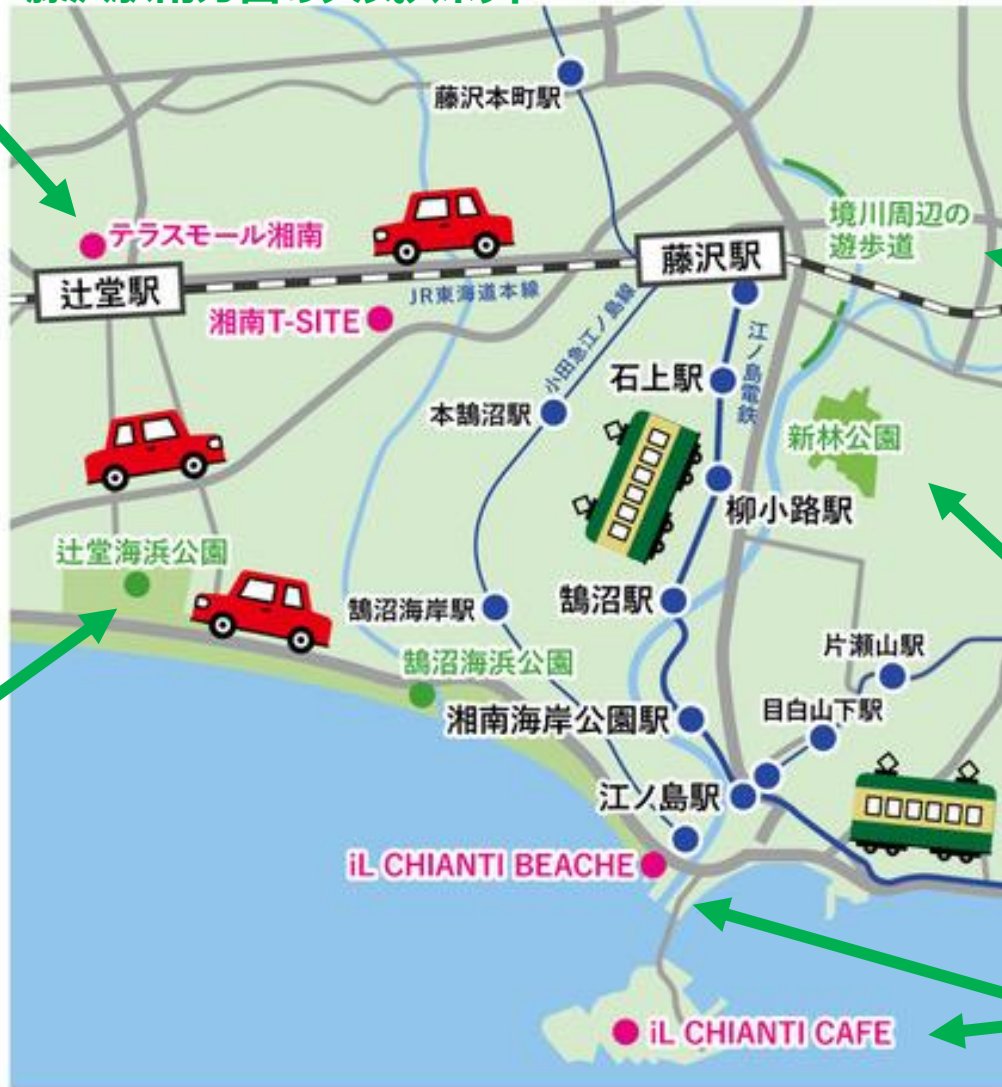 藤沢本町駅
テラスモール湘南
境川周辺の
遊歩道
藤沢駅
辻堂駅
JR東海道本線
湘南T-SITE
小田急江ノ島線
江ノ島電鉄
石上駅
本鵠沼駅
新林公園
柳小路駅
辻堂海浜公園
鵠沼海岸駅
鵠沼駅
片瀬山駅
鵠沼海浜公園
湘南海岸公園駅
目白山下駅
江ノ島駅
iL CHIANTI BEACHE
iL CHIANTI CAFE